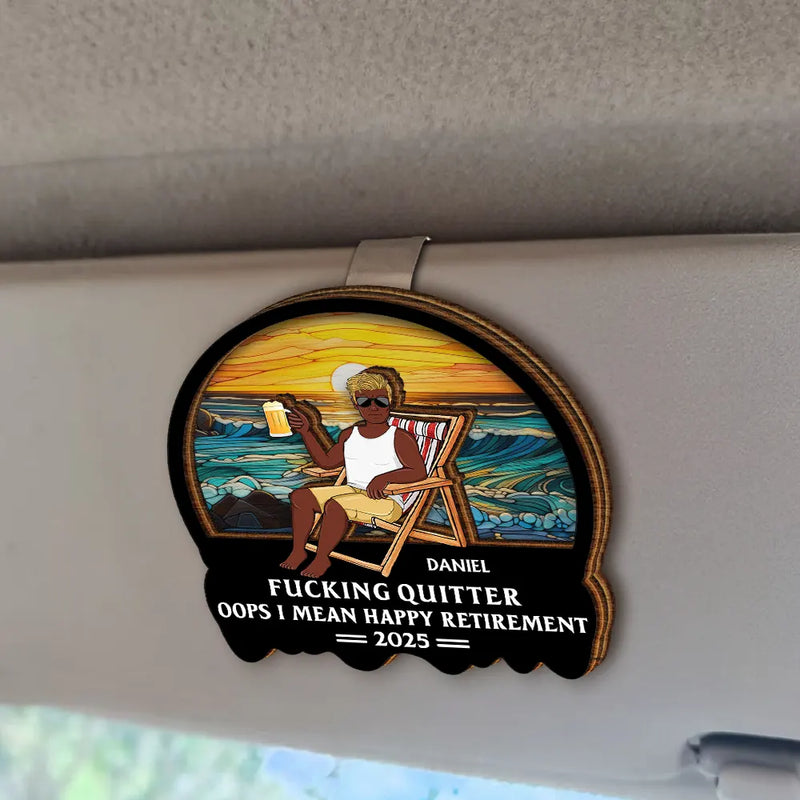 DANIEL
FUCKING QUITTER
OOPS I MEAN HAPPY RETIREMENT
2025